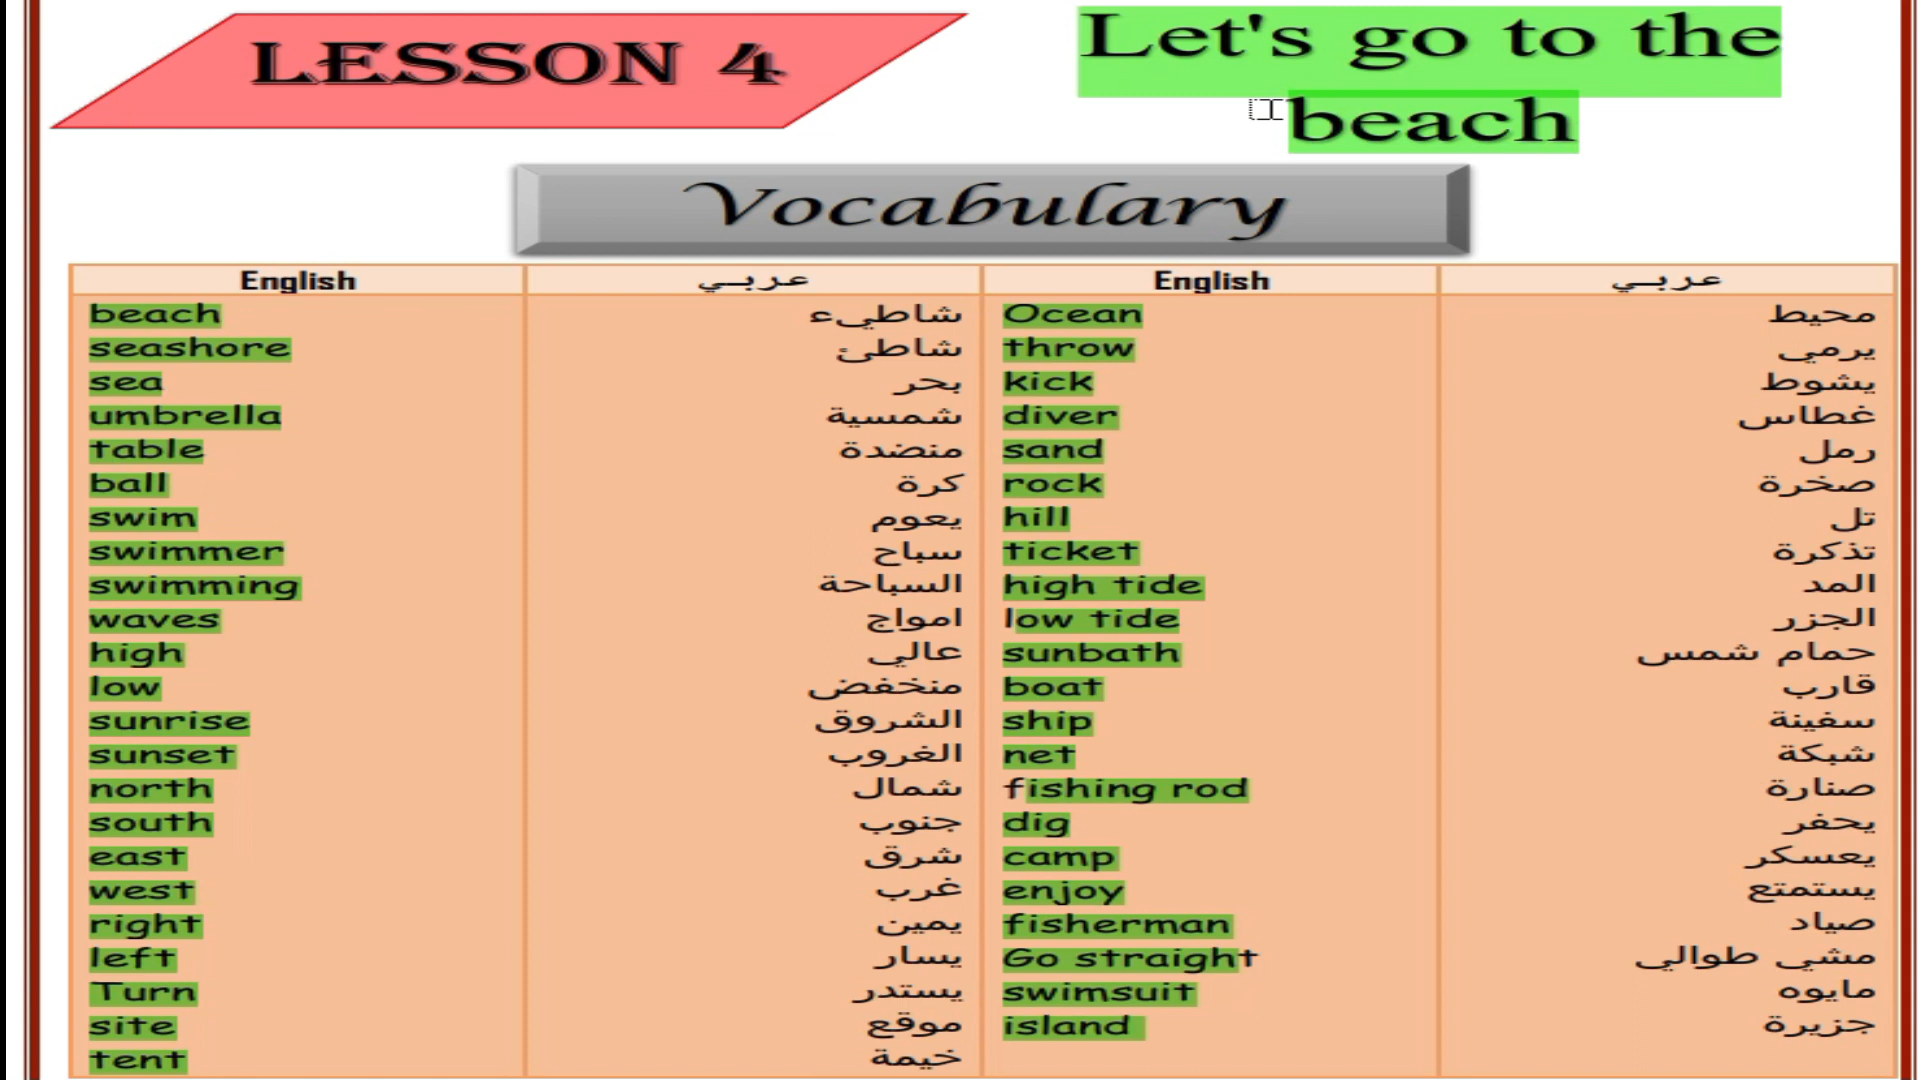 LESSON 4
Let's go to the
beach
Vocabulary
English عربي English عربي
beach شاطيء Ocean محيط
seashore شاطئ throw يرمي
sea بحر kick يشوط
umbrella شمسية diver غطاس
table منضدة sand رمل
ball كرة rock صخرة
swim يعوم hill تل
swimmer سباح ticket تذكرة
swimming السباحة high tide المد
waves امواج low tide الجزر
high عالي sunbath حمام شمس
low منخفض boat قارب
sunrise الشروق ship سفينة
sunset الغروب net شبكة
north شمال fishing rod صنارة
south جنوب dig يحفر
east شرق camp يعسكر
west غرب enjoy يستمتع
right يمين fisherman صياد
left يسار Go straight مشي طوالي
Turn يستدر swimsuit مايوه
site موقع island جزيرة
tent خيمة